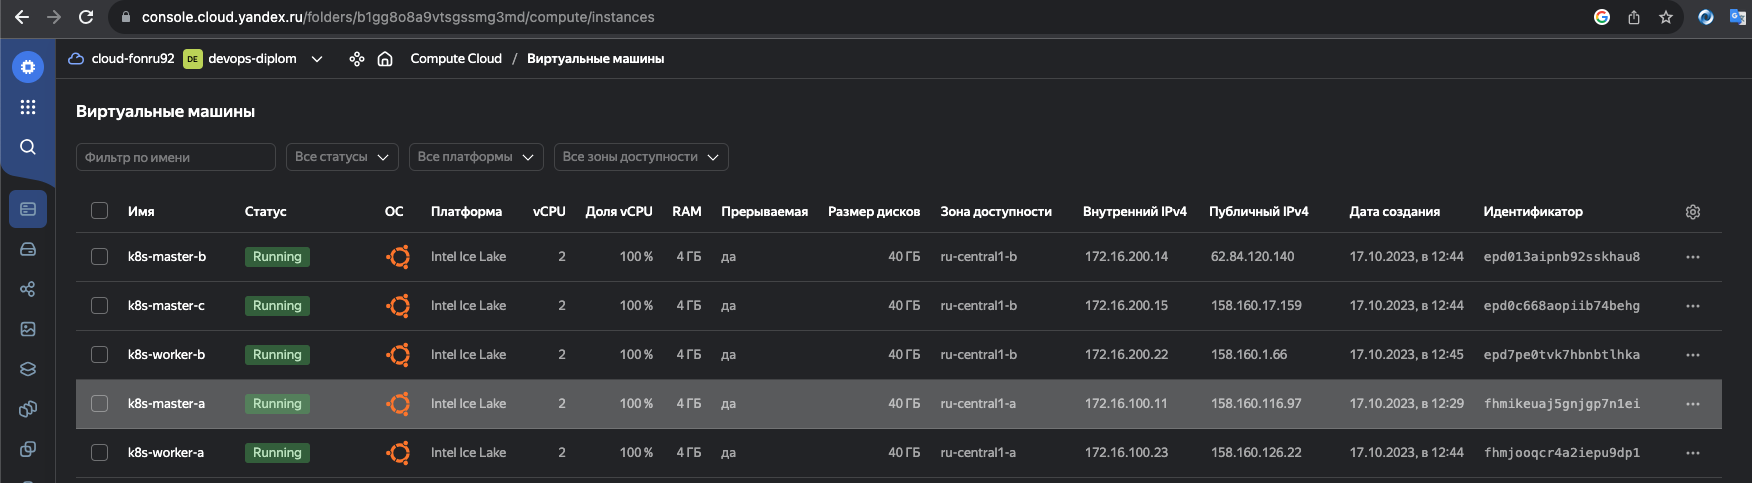 console.cloud.yandex.ru/folders/b1gg8o8a9vtsgssmg3md/compute/instances
cloud-fonru92 DE devops-diplom Compute Cloud / Виртуальные машины
Виртуальные машины
Фильтр по имени Все статусы Все платформы Все зоны доступности
Имя Статус ОС Платформа vCPU Доля vCPU RAM Прерываемая Размер дисков Зона доступности Внутренний IPv4 Публичный IPv4 Дата создания Идентификатор
k8s-master-b Running Intel Ice Lake 2 100 % 4 ГБ да 40 ГБ ru-central1-b 172.16.200.14 62.84.120.140 17.10.2023, в 12:44 epd013aipnb92sskhau8
k8s-master-c Running Intel Ice Lake 2 100 % 4 ГБ да 40 ГБ ru-central1-b 172.16.200.15 158.160.17.159 17.10.2023, в 12:44 epd0c668aopiib74behg
k8s-worker-b Running Intel Ice Lake 2 100 % 4 ГБ да 40 ГБ ru-central1-b 172.16.200.22 158.160.1.66 17.10.2023, в 12:45 epd7pe0tvk7hbnbtlhka
k8s-master-a Running Intel Ice Lake 2 100 % 4 ГБ да 40 ГБ ru-central1-a 172.16.100.11 158.160.116.97 17.10.2023, в 12:29 fhmikeuaj5gnjgp7n1ei
k8s-worker-a Running Intel Ice Lake 2 100 % 4 ГБ да 40 ГБ ru-central1-a 172.16.100.23 158.160.126.22 17.10.2023, в 12:44 fhmjooqcr4a2iepu9dp1